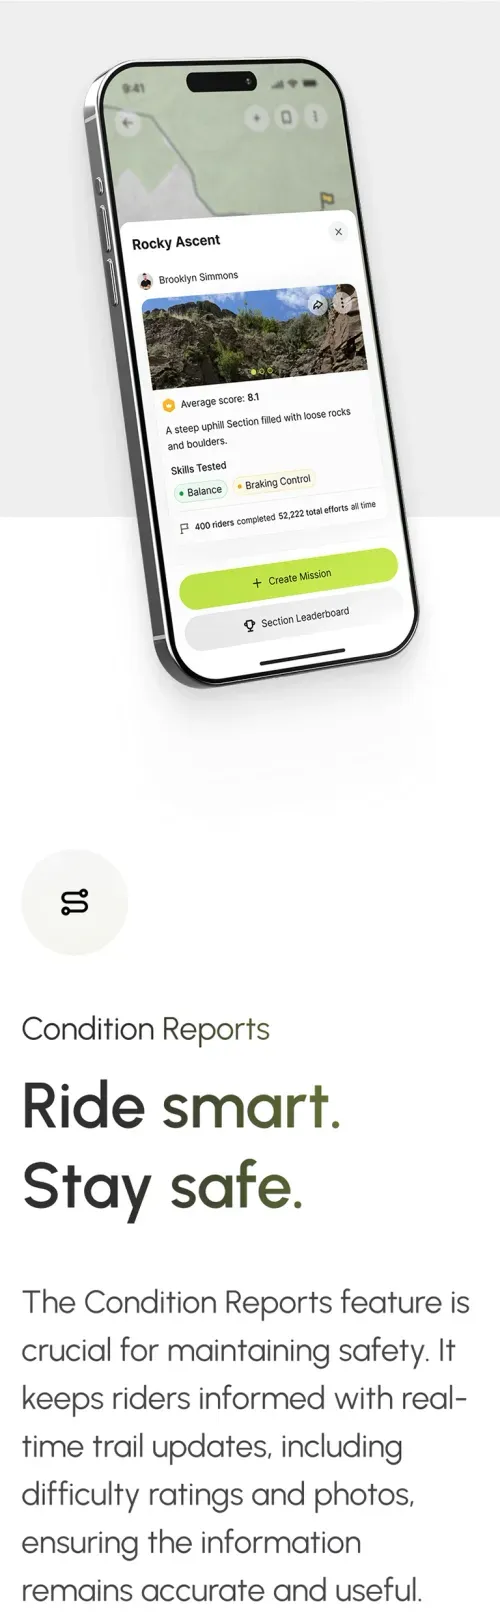 9:41
Rocky Ascent
Brooklyn Simmons
Average score: 8.1
A steep uphill Section filled with loose rocks
and boulders.
Skills Tested
Balance
Braking Control
400 riders completed 52,222 total efforts all time
Create Mission
Section Leaderboard
Condition Reports
Ride smart.
Stay safe.
The Condition Reports feature is
crucial for maintaining safety. It
keeps riders informed with real-
time trail updates, including
difficulty ratings and photos,
ensuring the information
remains accurate and useful.